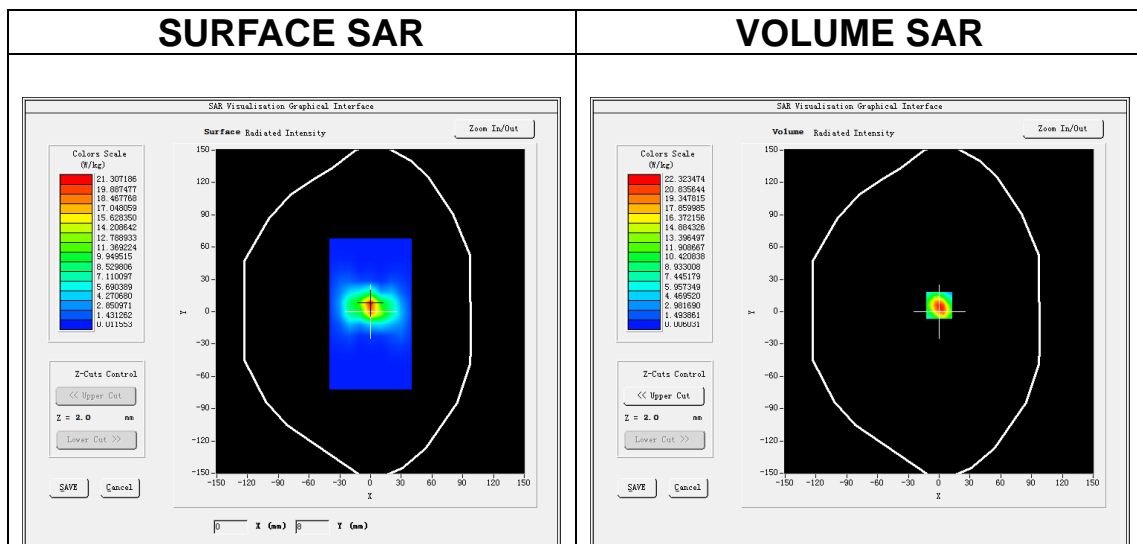 SURFACE SAR
VOLUME SAR
SAR Visualisation Graphical Interface
Surface Radiated Intensity
Zoom In/Out
Colors Scale
(W/kg)
21.307186
19.887477
18.467768
17.048059
15.628350
14.208642
12.788933
11.369224
9.949515
8.529806
7.110097
5.690389
4.270680
2.850971
1.431262
0.011553
150
120
90
60
30
0
-30
-60
-90
-120
-150
Y
-150 -120 -90 -60 -30 0 30 60 90 120 150
X
Z-Cuts Control
<< Upper Cut
Z = 2.0 mm
Lower Cut >>
SAVE Cancel
0 X (mm) 8 Y (mm)
SAR Visualisation Graphical Interface
Volume Radiated Intensity
Zoom In/Out
Colors Scale
(W/kg)
22.323474
20.835644
19.347815
17.859985
16.372156
14.884326
13.396497
11.908667
10.420838
8.933008
7.445179
5.957349
4.469520
2.981690
1.493861
0.006031
150
120
90
60
30
0
-30
-60
-90
-120
-150
Y
-150 -120 -90 -60 -30 0 30 60 90 120 150
X
Z-Cuts Control
<< Upper Cut
Z = 2.0 mm
Lower Cut >>
SAVE Cancel